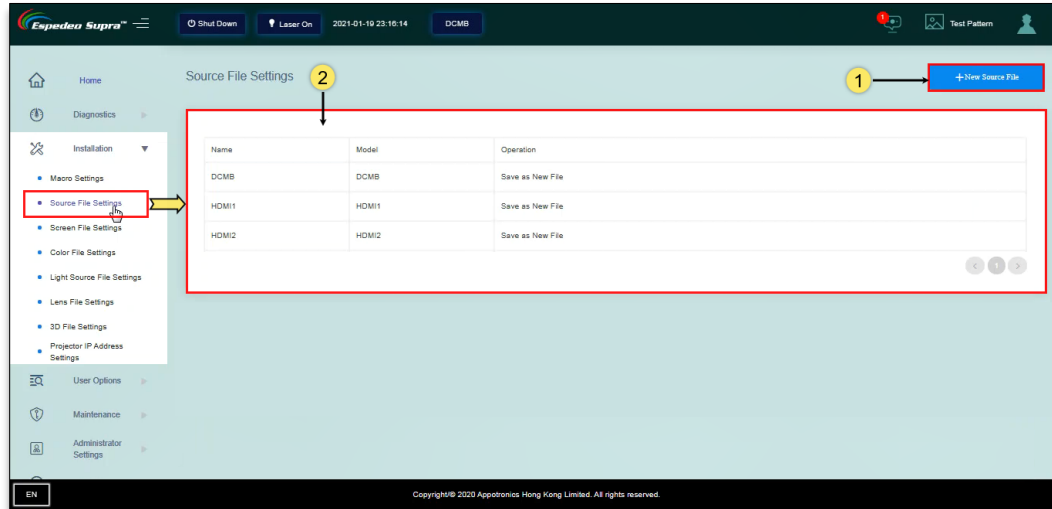 Espedeo Supra™
Shut Down
Laser On
2021-01-19 23:16:14
DCMB
1
Test Pattern
Home
Diagnostics
Installation
Macro Settings
Source File Settings
Screen File Settings
Color File Settings
Light Source File Settings
Lens File Settings
3D File Settings
Projector IP Address
Settings
User Options
Maintenance
Administrator
Settings
Source File Settings
2
1
+New Source File
Name Model Operation
DCMB DCMB Save as New File
HDMI1 HDMI1 Save as New File
HDMI2 HDMI2 Save as New File
< 1 >
EN
Copyright/© 2020 Appotronics Hong Kong Limited. All rights reserved.